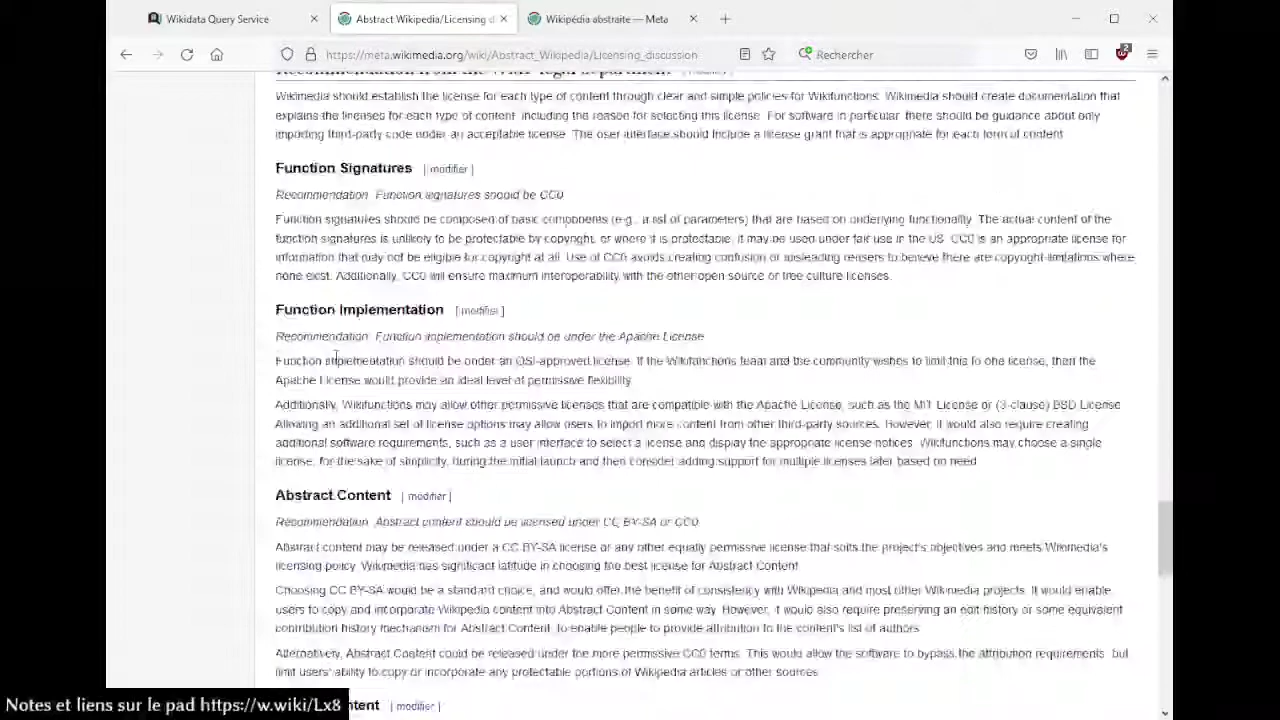 Wikidata Query Service
Abstract Wikipedia/Licensing d
Wikipédia abstraite — Meta
https://meta.wikimedia.org/wiki/Abstract_Wikipedia/Licensing_discussion
Rechercher
2
Recommendation from the WMF legal department [ modifier ]
Wikimedia should establish the license for each type of content through clear and simple policies for Wikifunctions. Wikimedia should create documentation that
explains the licenses for each type of content, including the reason for selecting this license. For software in particular, there should be guidance about only
importing third-party code under an acceptable license. The user interface should include a license grant that is appropriate for each form of content.
Function Signatures [ modifier ]
Recommendation: Function signatures should be CC0
Function signatures should be composed of basic components (e.g., a list of parameters) that are based on underlying functionality. The actual content of the
function signatures is unlikely to be protectable by copyright, or where it is protectable, it may be used under fair use in the US. CC0 is an appropriate license for
information that may not be eligible for copyright at all. Use of CC0 avoids creating confusion or misleading reusers to believe there are copyright-limitations where
none exist. Additionally, CC0 will ensure maximum interoperability with the other open source or free culture licenses.
Function Implementation [ modifier ]
Recommendation: Function implementation should be under the Apache License
Function implementation should be under an OSI-approved license. If the Wikifunctions team and the community wishes to limit this to one license, then the
Apache License would provide an ideal level of permissive flexibility.
Additionally, Wikifunctions may allow other permissive licenses that are compatible with the Apache License, such as the MIT License or (3-clause) BSD License.
Allowing an additional set of license options may allow users to import more content from other third-party sources. However, it would also require creating
additional software requirements, such as a user interface to select a license and display the appropriate license notices. Wikifunctions may choose a single
license, for the sake of simplicity, during the initial launch and then consider adding support for multiple licenses later based on need.
Abstract Content [ modifier ]
Recommendation: Abstract content should be licensed under CC BY-SA or CC0
Abstract content may be released under a CC BY-SA license or any other equally permissive license that suits the project's objectives and meets Wikimedia's
licensing policy. Wikimedia has significant latitude in choosing the best license for Abstract Content.
Choosing CC BY-SA would be a standard choice, and would offer the benefit of consistency with Wikipedia and most other Wikimedia projects. It would enable
users to copy and incorporate Wikipedia content into Abstract Content in some way. However, it would also require preserving an edit history or some equivalent
contribution history mechanism for Abstract Content, to enable people to provide attribution to the content's list of authors.
Alternatively, Abstract Content could be released under the more permissive CC0 terms. This would allow the software to bypass the attribution requirements, but
limit users' ability to copy or incorporate any protectable portions of Wikipedia articles or other sources.
ntent [ modifier ]
Notes et liens sur le pad https://w.wiki/Lx8